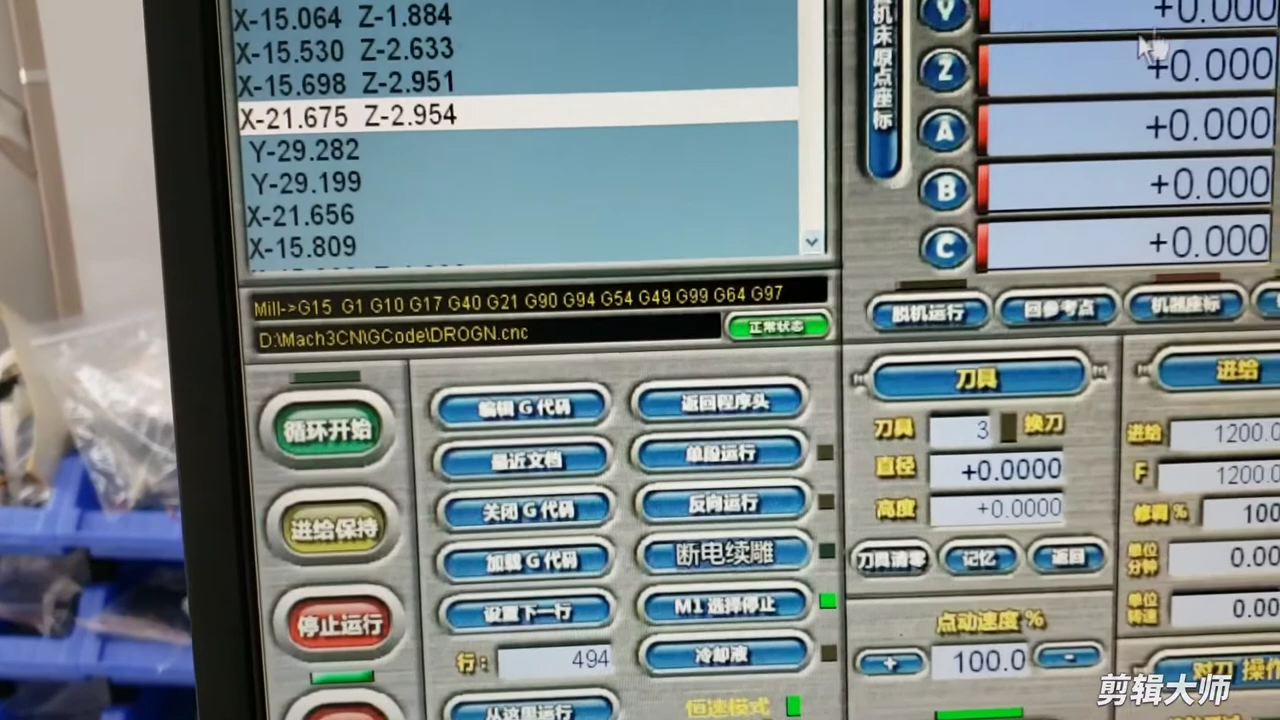 X-15.064 Z-1.884
X-15.530 Z-2.633
X-15.698 Z-2.951
X-21.675 Z-2.954
Y-29.282
Y-29.199
X-21.656
X-15.809
Mill->G15 G1 G10 G17 G40 G21 G90 G94 G54 G49 G99 G64 G97
D:\Mach3CN\GCode\DROGN.cnc
正常状态
循环开始
进给保持
停止运行
编辑 G 代码
最近文档
关闭 G 代码
加载 G 代码
设置下一行
行: 494
从这里运行
返回程序头
单段运行
反向运行
断电续雕
M1 选择停止
冷却液
恒速模式
机床原点座标
Y +0.000
Z +0.000
A +0.000
B +0.000
C +0.000
脱机运行
回参考点
机器座标
刀具
刀具 3 换刀
直径 +0.0000
高度 +0.0000
刀具清零
记忆
返回
点动速度 %
+ 100.0 -
进给
进给 1200.0
F 1200.0
修调 % 100
单位
分钟 0.00
单位
转速 0.00
对刀 操作
剪辑大师